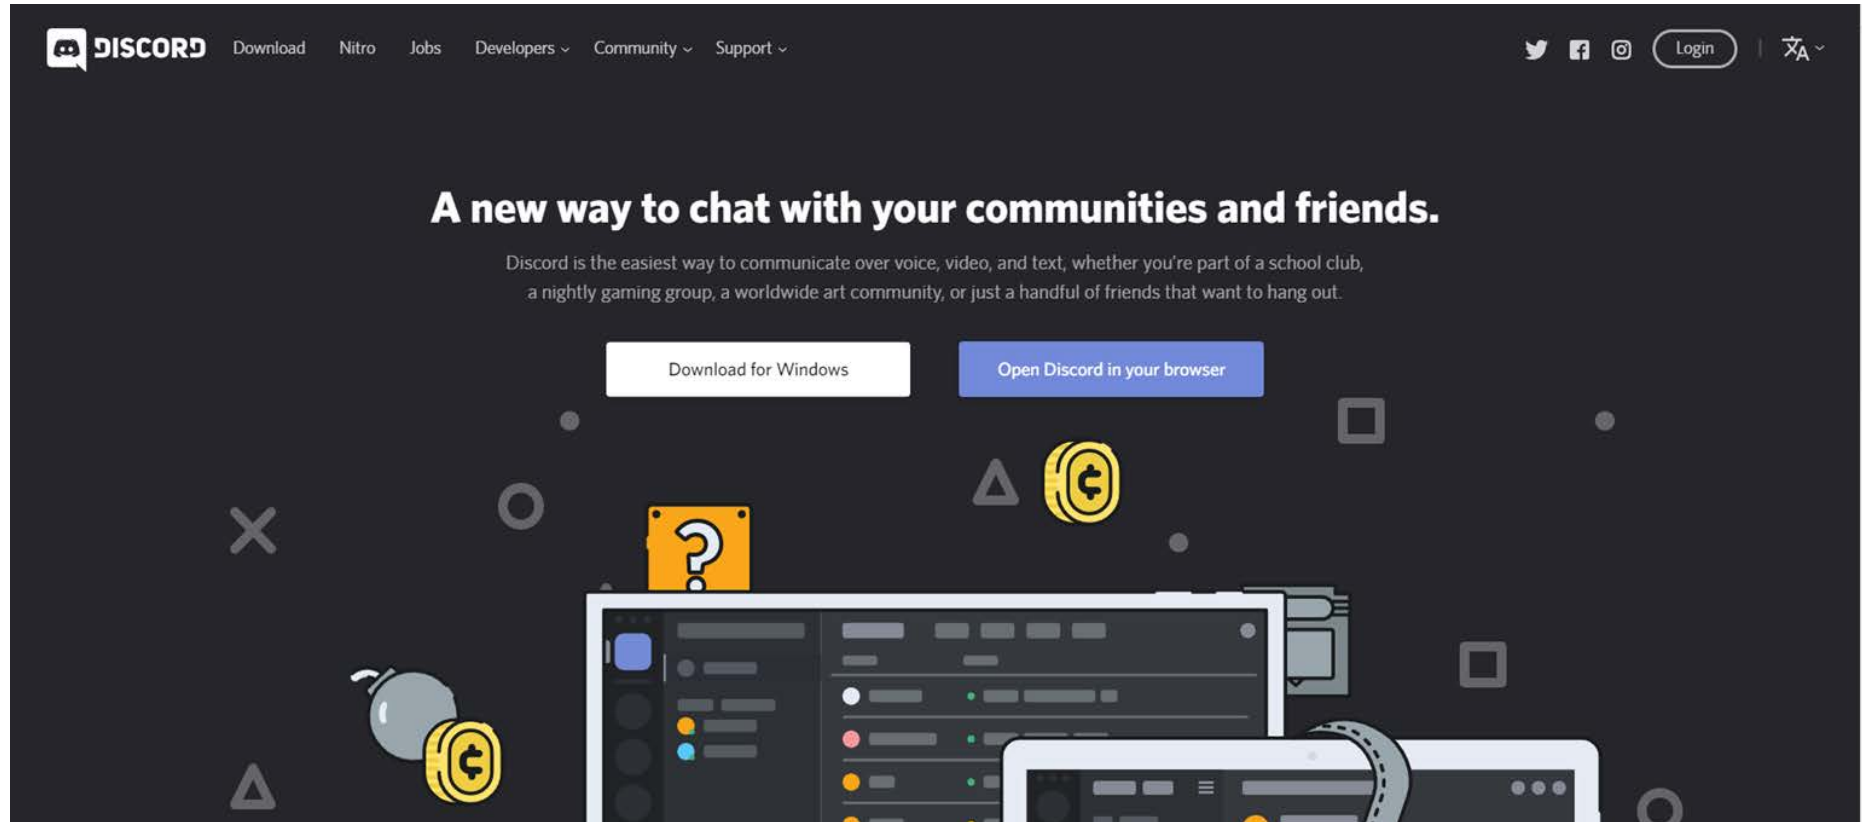 DISCORD Download Nitro Jobs Developers Community Support Login
A new way to chat with your communities and friends.
Discord is the easiest way to communicate over voice, video, and text, whether you're part of a school club,
a nightly gaming group, a worldwide art community, or just a handful of friends that want to hang out.
Download for Windows Open Discord in your browser
?